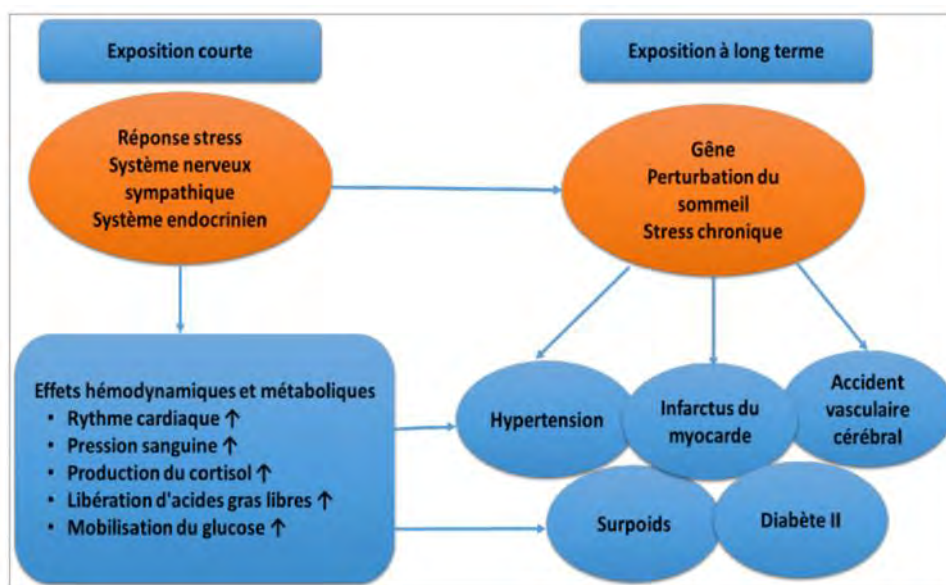 Exposition courte
Exposition à long terme
Réponse stress
Système nerveux
sympathique
Système endocrinien
Gêne
Perturbation du
sommeil
Stress chronique
Effets hémodynamiques et métaboliques
• Rythme cardiaque ↑
• Pression sanguine ↑
• Production du cortisol ↑
• Libération d'acides gras libres ↑
• Mobilisation du glucose ↑
Hypertension
Infarctus du
myocarde
Accident
vasculaire
cérébral
Surpoids
Diabète II